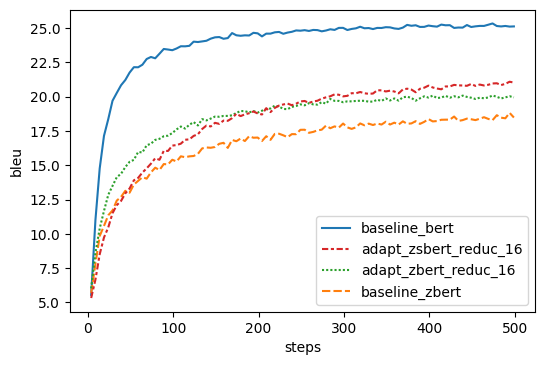 25.0
22.5
20.0
17.5
15.0
12.5
10.0
7.5
5.0
bleu
baseline_bert
adapt_zsbert_reduc_16
adapt_zbert_reduc_16
baseline_zbert
0 100 200 300 400 500
steps